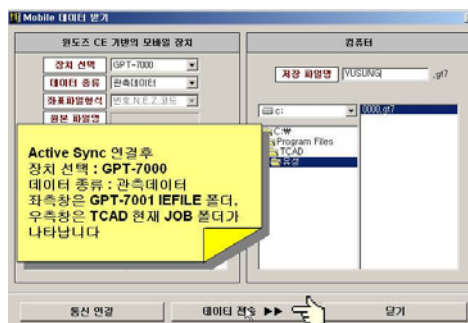 Mobile 데이터 받기
윈도즈 CE 기반의 모바일 장치
장치 선택 GPT-7000
데이터 종류 관측데이터
좌표파일형식 번호,N,E,Z,코드
원본 파일명
Active Sync 연결후
장치 선택 : GPT-7000
데이터 종류 : 관측데이터
좌측창은 GPT-7001 IEFILE 폴더,
우측창은 TCAD 현재 JOB 폴더가
나타납니다
컴퓨터
저장 파일명 YUSUNG .gt7
c:
C:₩
Program Files
TCAD
유성
0000.gt7
통신 연결
데이터 전송 ▶▶
닫기